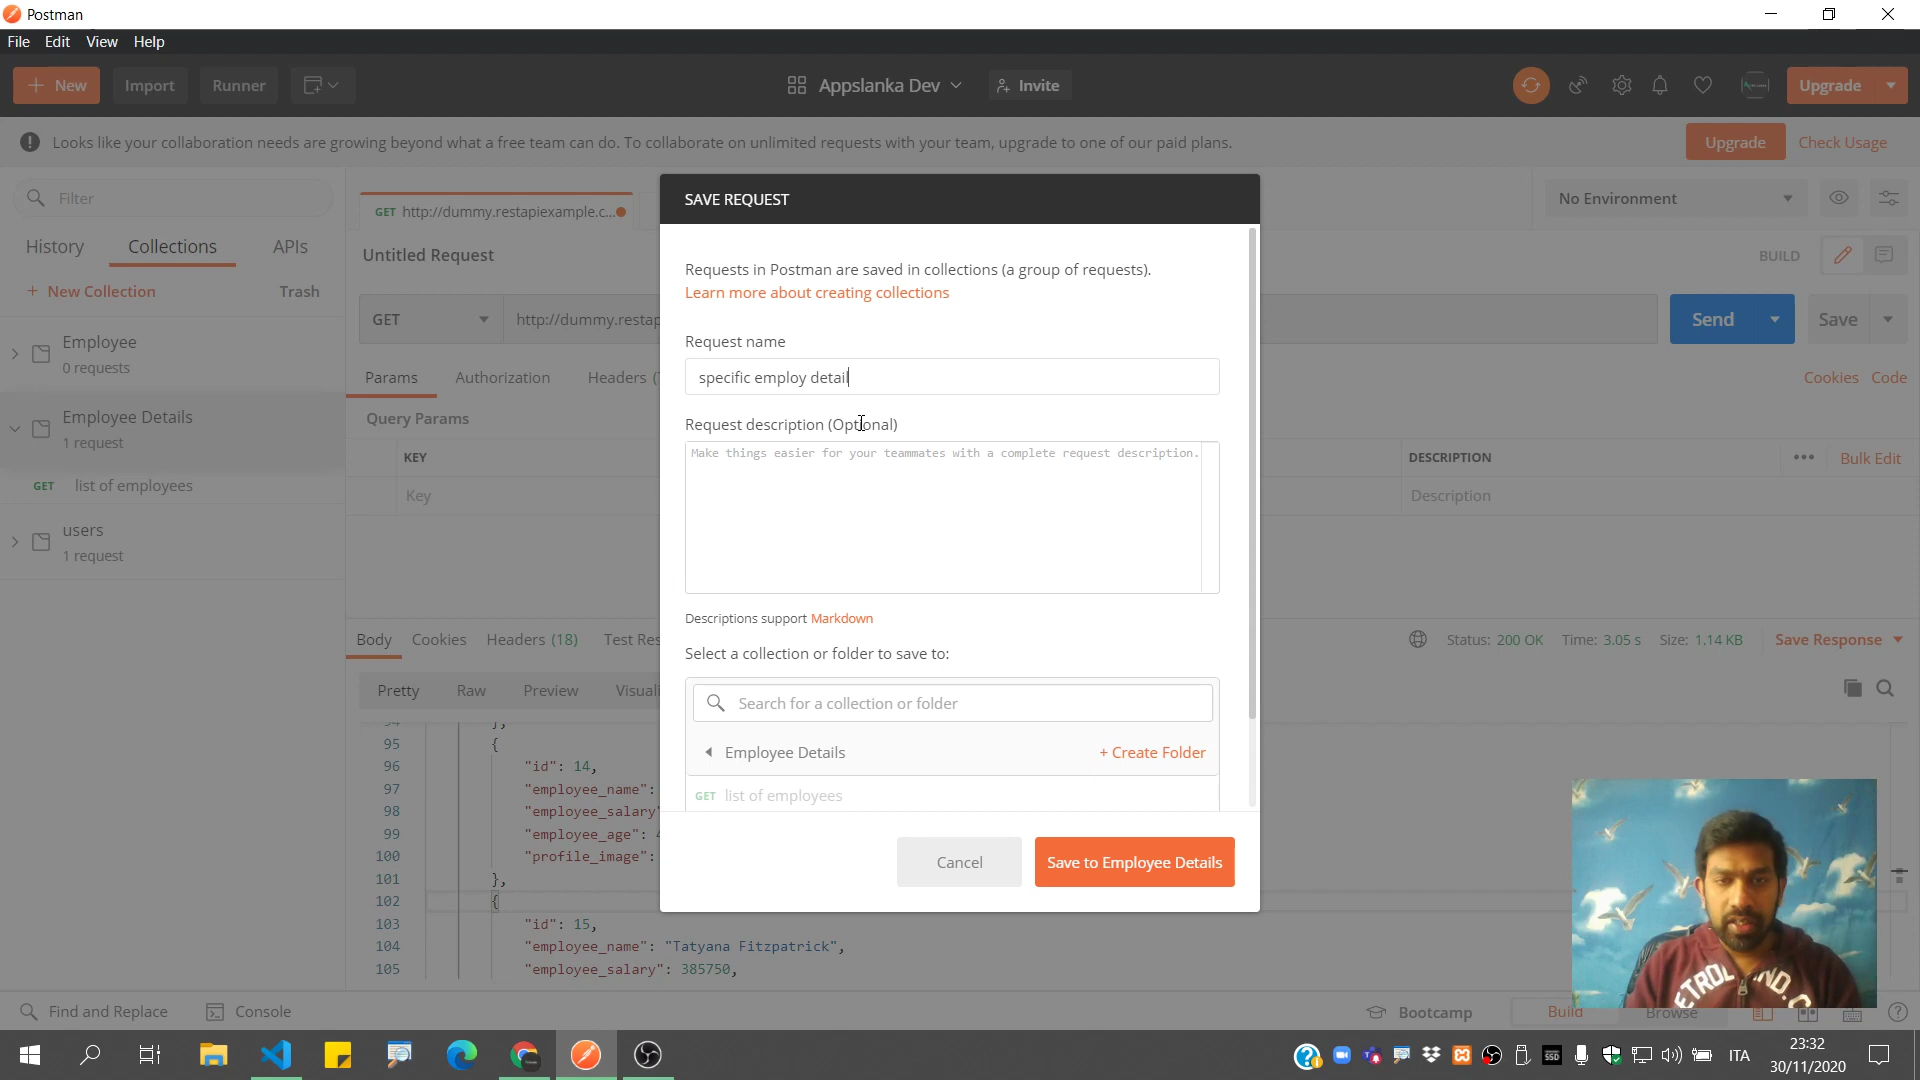 Postman
File Edit View Help
New Import Runner Appslanka Dev Invite Upgrade
Looks like your collaboration needs are growing beyond what a free team can do. To collaborate on unlimited requests with your team, upgrade to one of our paid plans. Upgrade Check Usage
Filter
GET http://dummy.restapiexample.c...
No Environment
History Collections APIs
Untitled Request
BUILD
+ New Collection Trash
GET http://dummy.restap
Send Save
Employee
0 requests
Params Authorization Headers (
Cookies Code
Employee Details
1 request
Query Params
KEY
DESCRIPTION
Bulk Edit
Key
Description
GET list of employees
users
1 request
SAVE REQUEST
Requests in Postman are saved in collections (a group of requests).
Learn more about creating collections
Request name
specific employ detail
Request description (Optional)
Make things easier for your teammates with a complete request description.
Descriptions support Markdown
Select a collection or folder to save to:
Search for a collection or folder
Employee Details + Create Folder
GET list of employees
Cancel Save to Employee Details
Body Cookies Headers (18) Test Res
Status: 200 OK Time: 3.05 s Size: 1.14 KB Save Response
Pretty Raw Preview Visuali
94 },
95 {
96 "id": 14,
97 "employee_name":
98 "employee_salary"
99 "employee_age": 4
100 "profile_image":
101 },
102 {
103 "id": 15,
104 "employee_name": "Tatyana Fitzpatrick",
105 "employee_salary": 385750,
Find and Replace Console
Bootcamp Build Browse
ITA
23:32
30/11/2020